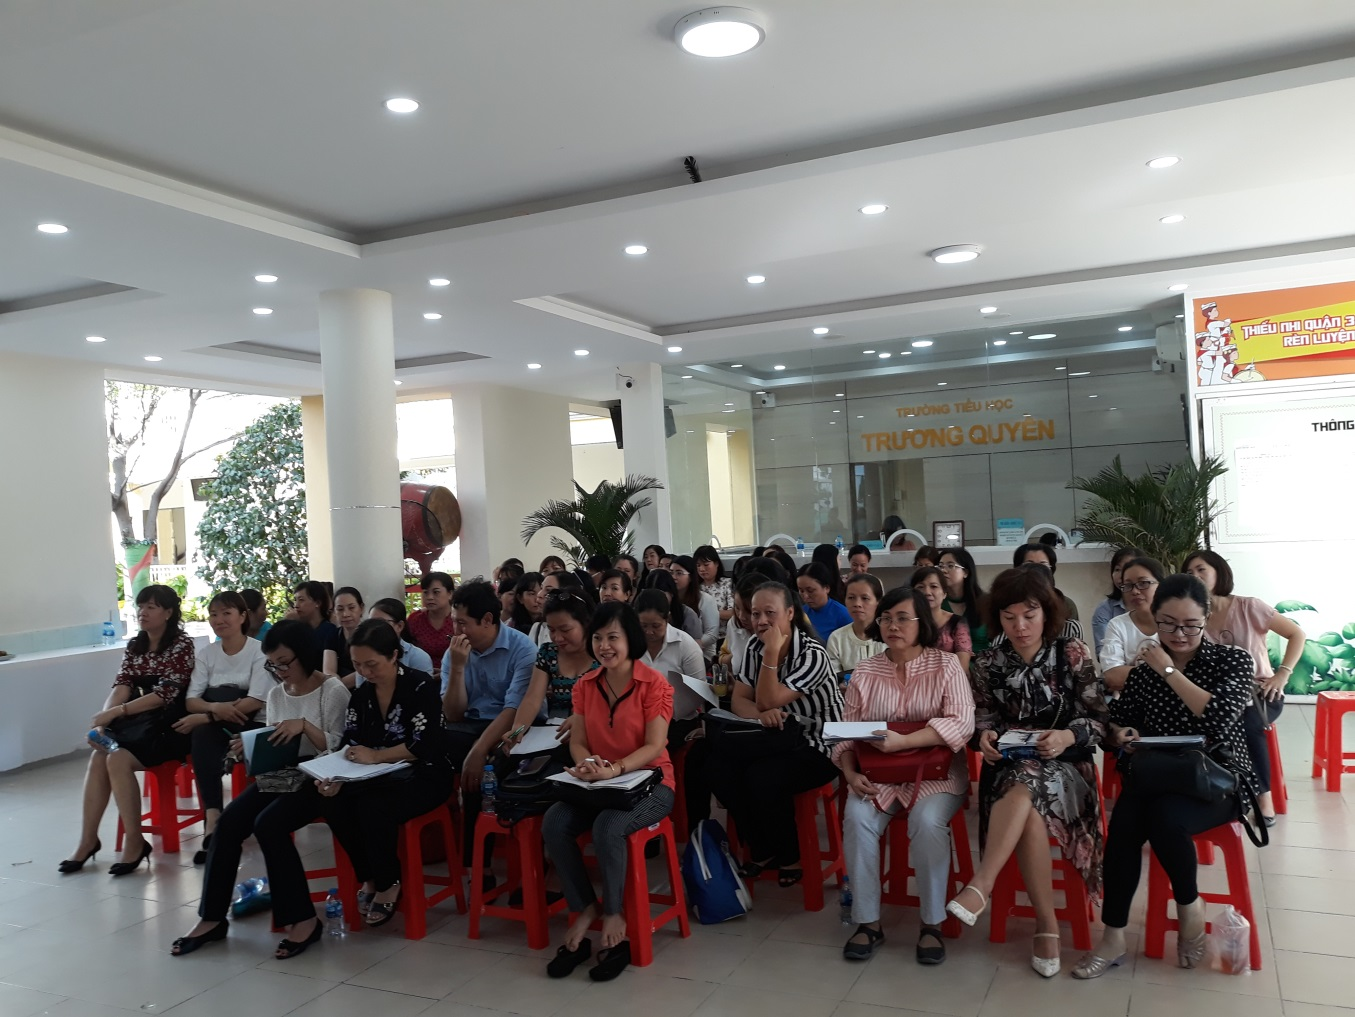 THIẾU NHI QUẬN 3
RÈN LUYỆN
TRƯỜNG TIỂU HỌC
TRƯƠNG QUYỀN
THÔNG